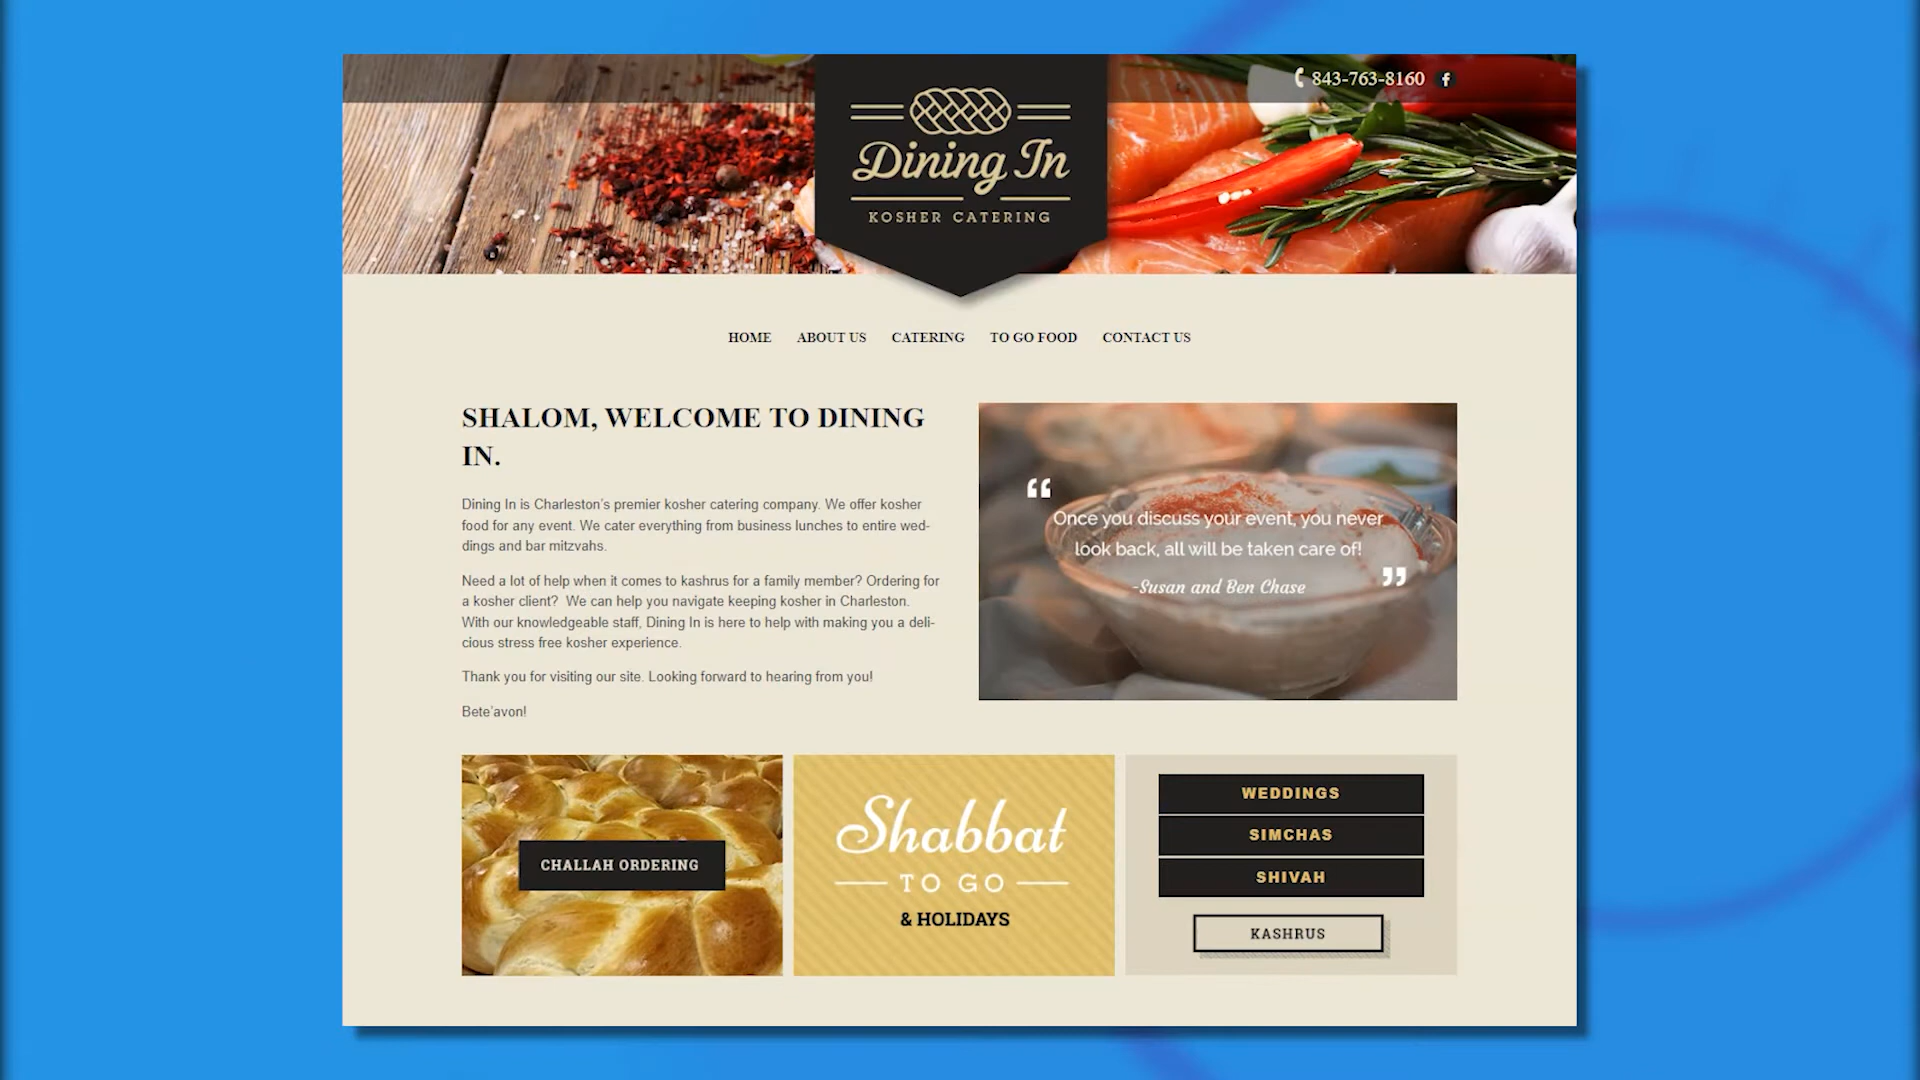 843-763-8160
Dining In
KOSHER CATERING
HOME ABOUT US CATERING TO GO FOOD CONTACT US
SHALOM, WELCOME TO DINING
IN.
Dining In is Charleston's premier kosher catering company. We offer kosher
food for any event. We cater everything from business lunches to entire wed-
dings and bar mitzvahs.
Need a lot of help when it comes to kashrus for a family member? Ordering for
a kosher client?  We can help you navigate keeping kosher in Charleston.
With our knowledgeable staff, Dining In is here to help with making you a deli-
cious stress free kosher experience.
Thank you for visiting our site. Looking forward to hearing from you!
Bete'avon!
“Once you discuss your event, you never
look back, all will be taken care of!”
-Susan and Ben Chase
CHALLAH ORDERING
Shabbat
TO GO
& HOLIDAYS
WEDDINGS
SIMCHAS
SHIVAH
KASHRUS